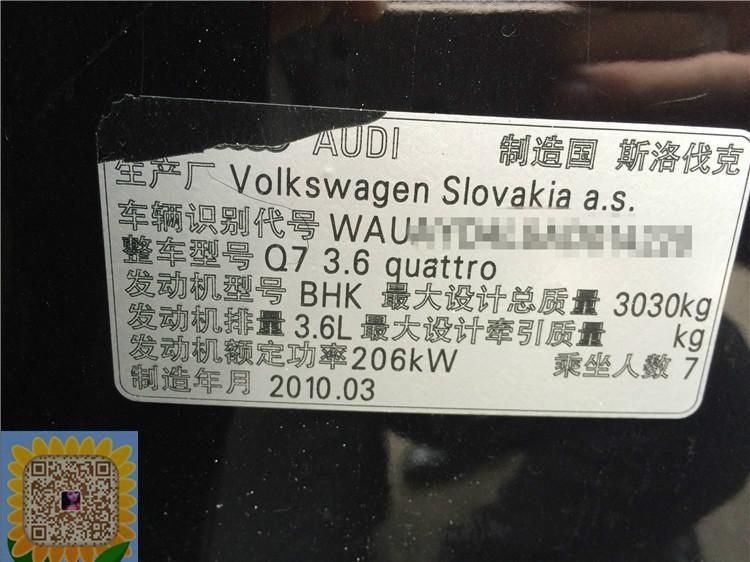 AUDI 制造国 斯洛伐克
生产厂 Volkswagen Slovakia a.s.
车辆识别代号 WAU
整车型号 Q7 3.6 quattro
发动机型号 BHK 最大设计总质量 3030kg
发动机排量 3.6L 最大设计牵引质量 kg
发动机额定功率 206kW 乘坐人数 7
制造年月 2010.03